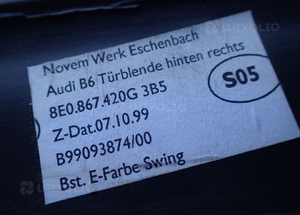 Novem Werk Eschenbach
Audi B6 Türblende hinten rechts
8E0.867.420G 3B5
S05
Z-Dat.07.10.99
B99093874/00
Bst. E-Farbe Swing